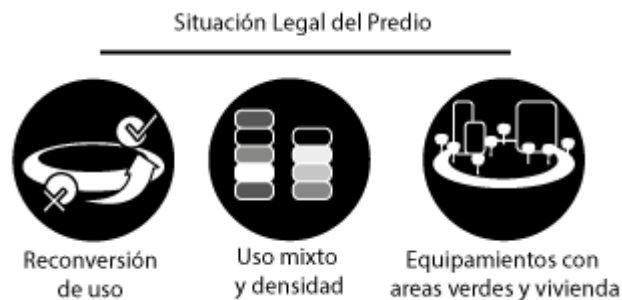 Situación Legal del Predio
Reconversión
de uso
Uso mixto
y densidad
Equipamientos con
areas verdes y vivienda